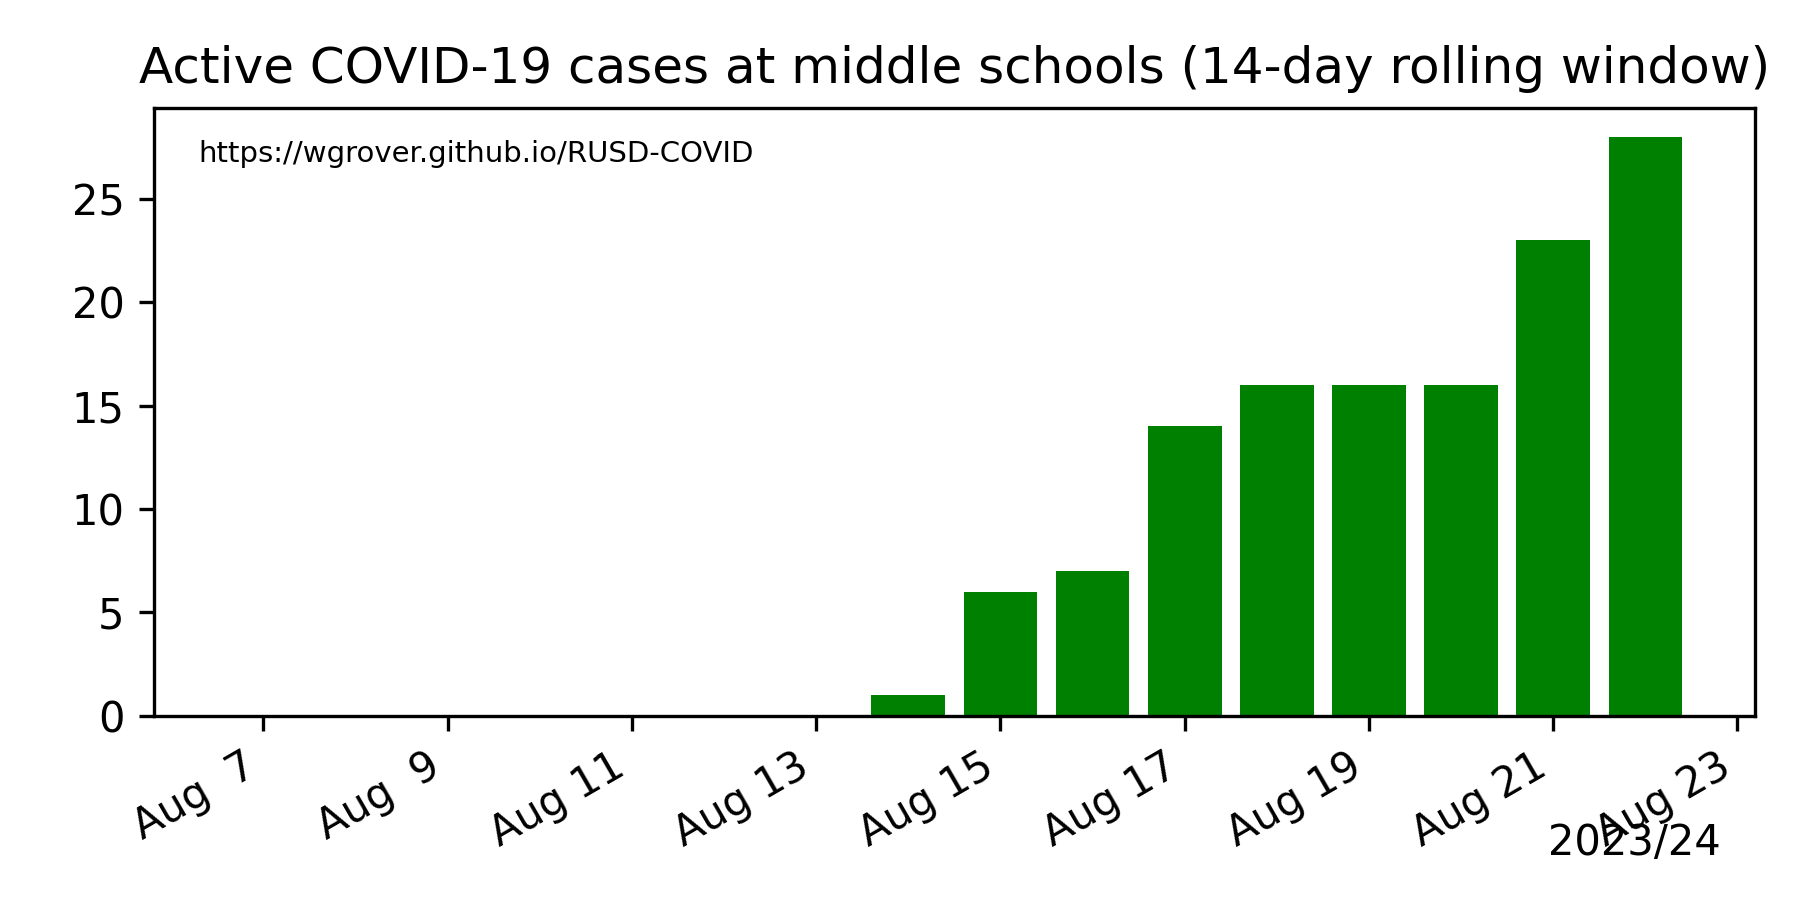 Active COVID-19 cases at middle schools (14-day rolling window)
https://wgrover.github.io/RUSD-COVID
25
20
15
10
5
0
Aug 7
Aug 9
Aug 11
Aug 13
Aug 15
Aug 17
Aug 19
Aug 21
Aug 23
2023/24